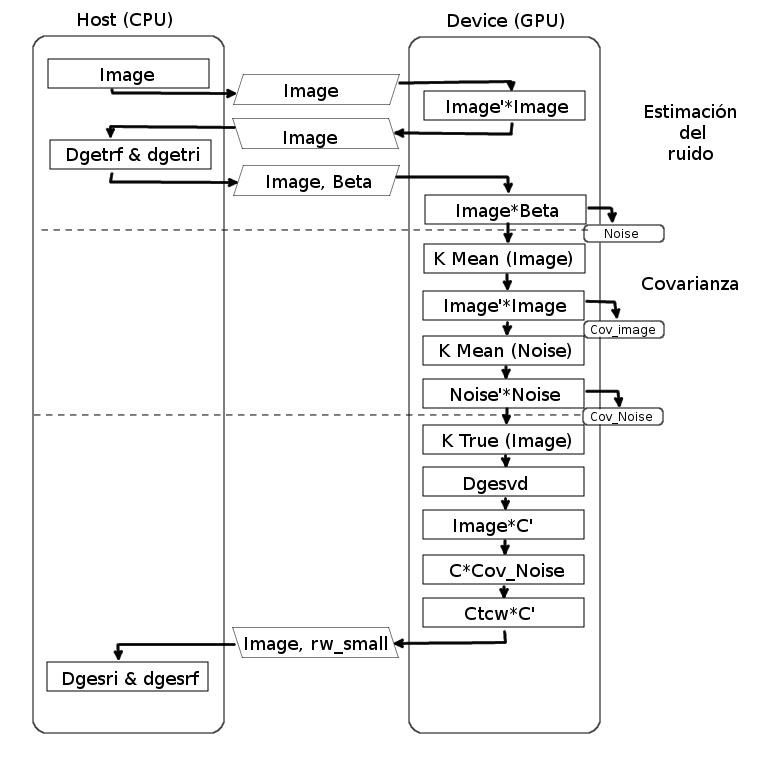 Host (CPU)
Device (GPU)
Image
Image
Image'*Image
Estimación
del
ruido
Image
Dgetrf & dgetri
Image, Beta
Image*Beta
Noise
K Mean (Image)
Covarianza
Image'*Image
Cov_image
K Mean (Noise)
Noise'*Noise
Cov_Noise
K True (Image)
Dgesvd
Image*C'
C*Cov_Noise
Ctcw*C'
Image, rw_small
Dgesri & dgesrf